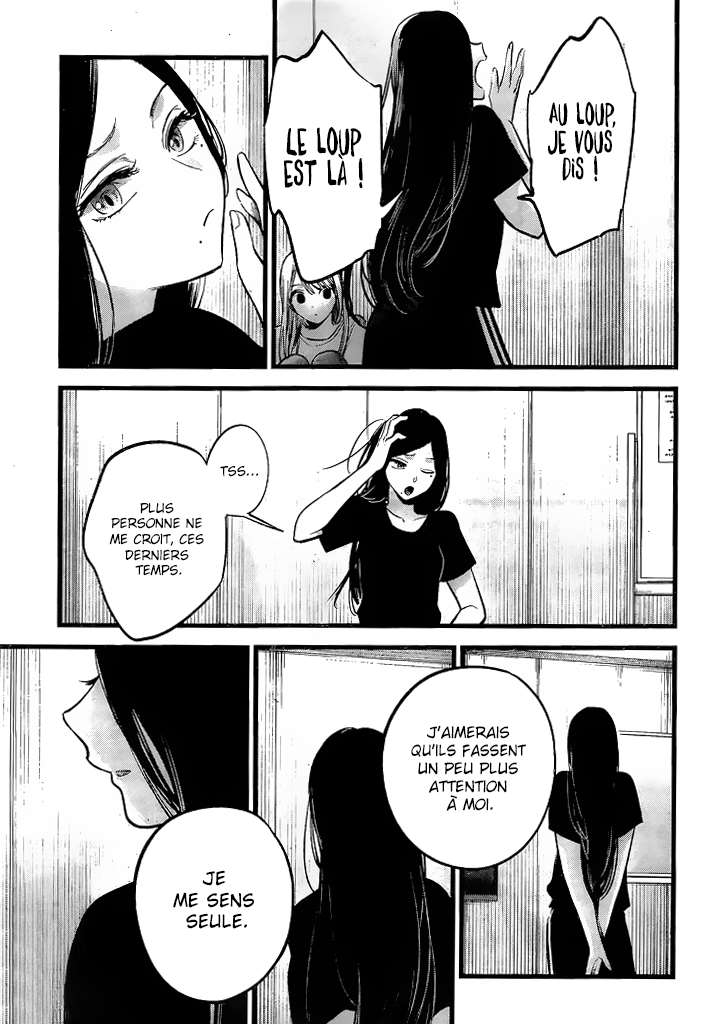 AU LOUP,
JE VOUS
DIS !
LE LOUP
EST LÀ !
TSS...
PLUS
PERSONNE NE
ME CROIT, CES
DERNIERS
TEMPS.
J'AIMERAIS
QU'ILS FASSENT
UN PEU PLUS
ATTENTION
À MOI.
JE
ME SENS
SEULE.